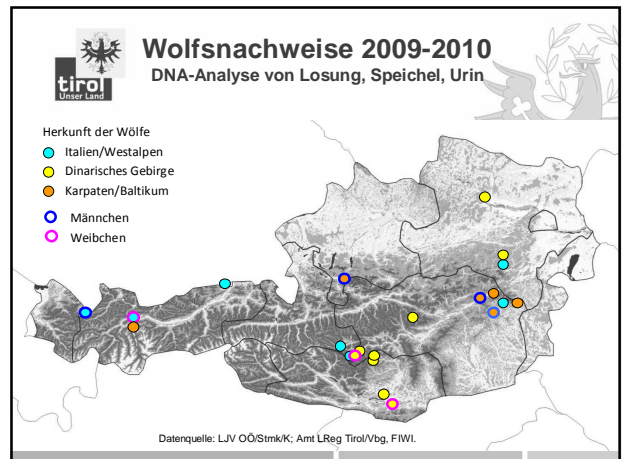 Wolfsnachweise 2009-2010
DNA-Analyse von Losung, Speichel, Urin
tirol
Unser Land
Herkunft der Wölfe
Italien/Westalpen
Dinarisches Gebirge
Karpaten/Baltikum
Männchen
Weibchen
Datenquelle: LJV OÖ/Stmk/K; Amt LReg Tirol/Vbg, FIWI.